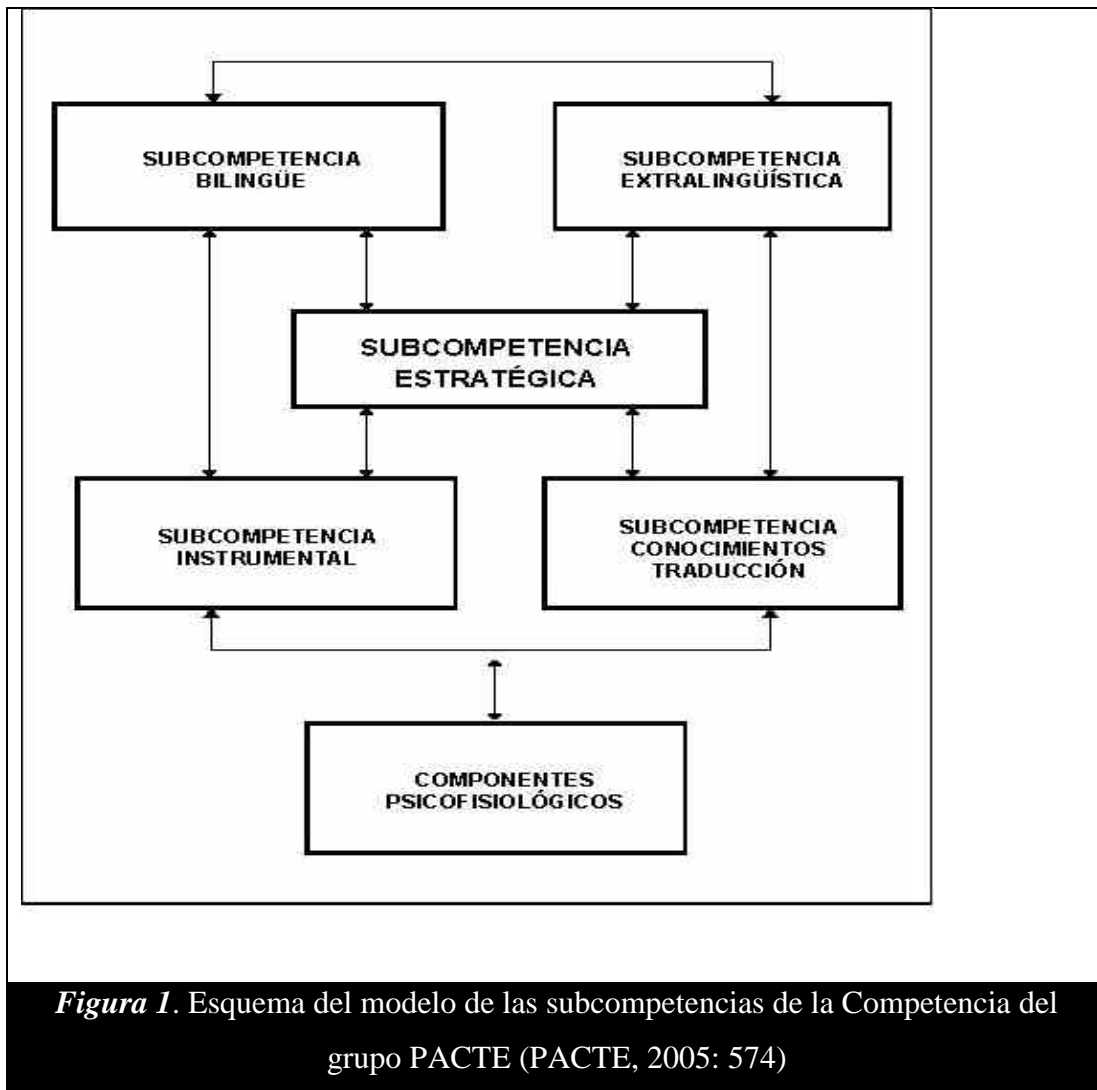 SUBCOMPETENCIA
BILINGÜE
SUBCOMPETENCIA
EXTRALINGÜÍSTICA
SUBCOMPETENCIA
ESTRATÉGICA
SUBCOMPETENCIA
INSTRUMENTAL
SUBCOMPETENCIA
CONOCIMIENTOS
TRADUCCIÓN
COMPONENTES
PSICOFISIOLÓGICOS
Figura 1. Esquema del modelo de las subcompetencias de la Competencia del
grupo PACTE (PACTE, 2005: 574)